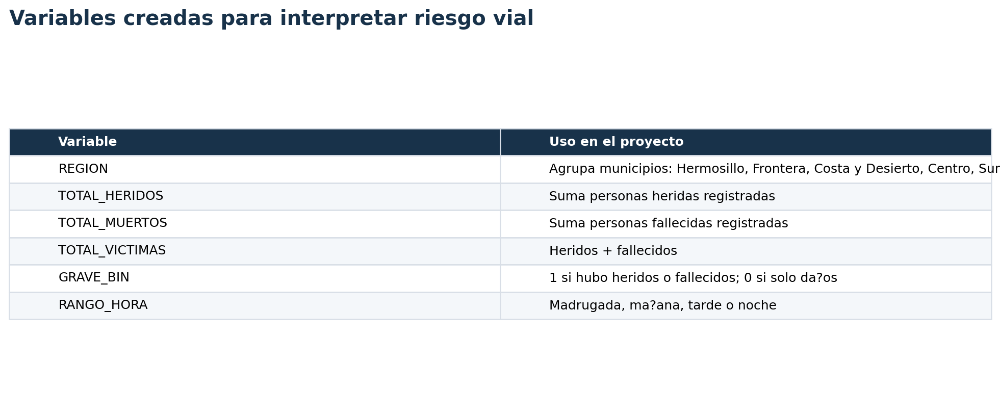 Variables creadas para interpretar riesgo vial
Variable Uso en el proyecto
REGION Agrupa municipios: Hermosillo, Frontera, Costa y Desierto, Centro, Sur
TOTAL_HERIDOS Suma personas heridas registradas
TOTAL_MUERTOS Suma personas fallecidas registradas
TOTAL_VICTIMAS Heridos + fallecidos
GRAVE_BIN 1 si hubo heridos o fallecidos; 0 si solo da?os
RANGO_HORA Madrugada, ma?ana, tarde o noche